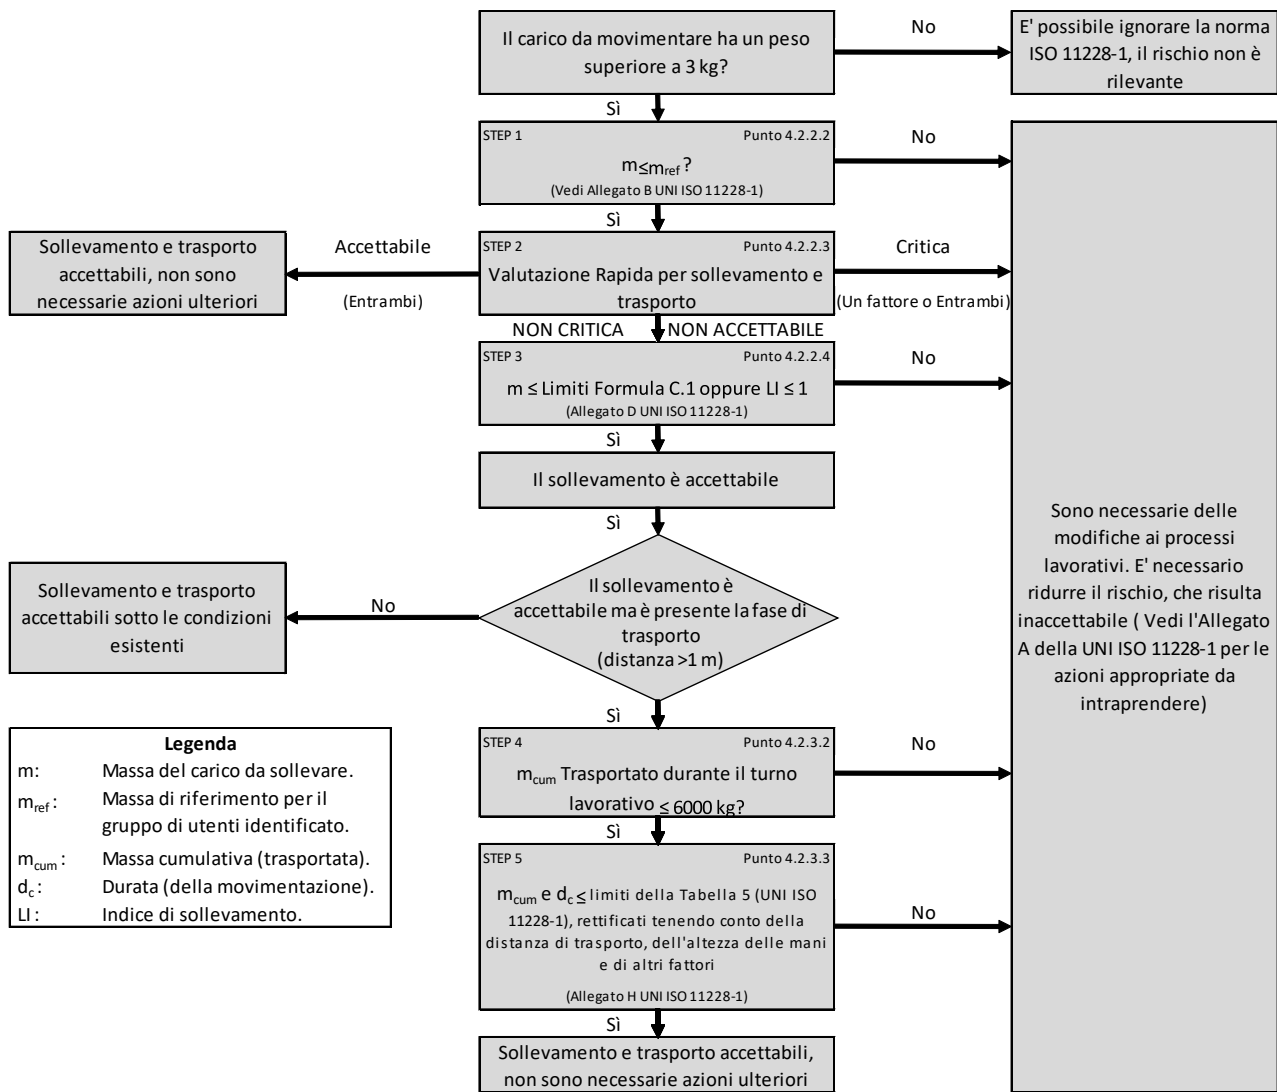 Il carico da movimentare ha un peso
superiore a 3 kg?
No
E' possibile ignorare la norma
ISO 11228-1, il rischio non è
rilevante
Sì
STEP 1 Punto 4.2.2.2
m≤mref?
(Vedi Allegato B UNI ISO 11228-1)
No
Sì
Sollevamento e trasporto
accettabili, non sono
necessarie azioni ulteriori
Accettabile
(Entrambi)
STEP 2 Punto 4.2.2.3
Valutazione Rapida per sollevamento e
trasporto
Critica
(Un fattore o Entrambi)
NON CRITICA NON ACCETTABILE
STEP 3 Punto 4.2.2.4
m ≤ Limiti Formula C.1 oppure LI ≤ 1
(Allegato D UNI ISO 11228-1)
No
Sì
Il sollevamento è accettabile
Sì
Il sollevamento è
accettabile ma è presente la fase di
trasporto
(distanza >1 m)
No
Sollevamento e trasporto
accettabili sotto le condizioni
esistenti
Sono necessarie delle
modifiche ai processi
lavorativi. E' necessario
ridurre il rischio, che risulta
inaccettabile ( Vedi l'Allegato
A della UNI ISO 11228-1 per le
azioni appropriate da
intraprendere)
Sì
STEP 4 Punto 4.2.3.2
mcum Trasportato durante il turno
lavorativo ≤ 6000 kg?
No
Sì
STEP 5 Punto 4.2.3.3
mcum e dc ≤ limiti della Tabella 5 (UNI ISO
11228-1), rettificati tenendo conto della
distanza di trasporto, dell'altezza delle mani
e di altri fattori
(Allegato H UNI ISO 11228-1)
No
Sì
Sollevamento e trasporto accettabili,
non sono necessarie azioni ulteriori
Legenda
m: Massa del carico da sollevare.
mref: Massa di riferimento per il
gruppo di utenti identificato.
mcum: Massa cumulativa (trasportata).
dc: Durata (della movimentazione).
LI: Indice di sollevamento.